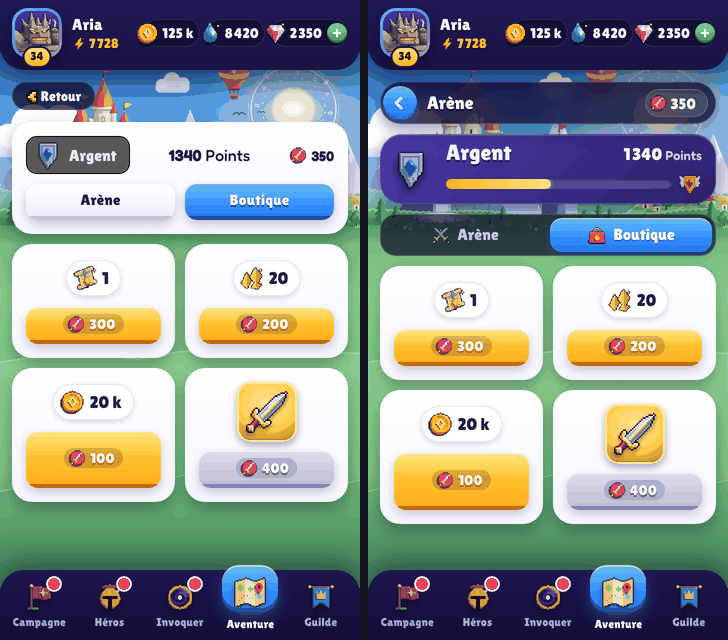 Aria
34
7728
125 k
8420
2350
Retour
Argent
1340 Points
350
Arène
Boutique
1
300
20
200
20 k
100
400
Campagne
Héros
Invoquer
Aventure
Guilde
Aria
34
7728
125 k
8420
2350
Arène
350
Argent
1340 Points
Arène
Boutique
1
300
20
200
20 k
100
400
Campagne
Héros
Invoquer
Aventure
Guilde